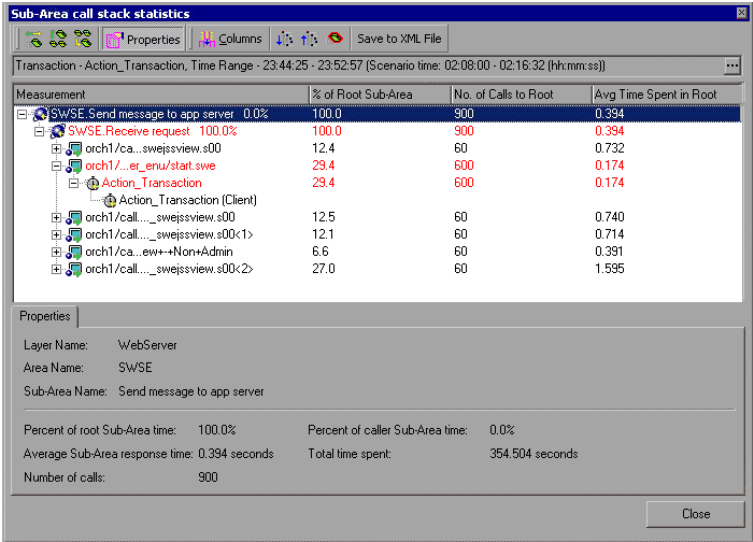 Sub-Area call stack statistics
Properties Columns Save to XML File
Transaction - Action_Transaction, Time Range - 23:44:25 - 23:52:57 (Scenario time: 02:08:00 - 02:16:32 (hh:mm:ss)) ...
Measurement % of Root Sub-Area No. of Calls to Root Avg Time Spent in Root
SWSE.Send message to app server 0.0% 100.0 900 0.394
SWSE.Receive request 100.0% 100.0 900 0.394
orch1/ca...swejssview.s00 12.4 60 0.732
orch1/...er_enu/start.swe 29.4 600 0.174
Action_Transaction 29.4 600 0.174
Action_Transaction (Client)
orch1/call...._swejssview.s00 12.5 60 0.740
orch1/call...._swejssview.s00<1> 12.1 60 0.714
orch1/ca...ew+-+Non+Admin 6.6 60 0.391
orch1/call...._swejssview.s00<2> 27.0 60 1.595
Properties
Layer Name: WebServer
Area Name: SWSE
Sub-Area Name: Send message to app server
Percent of root Sub-Area time: 100.0% Percent of caller Sub-Area time: 0.0%
Average Sub-Area response time: 0.394 seconds Total time spent: 354.504 seconds
Number of calls: 900
Close